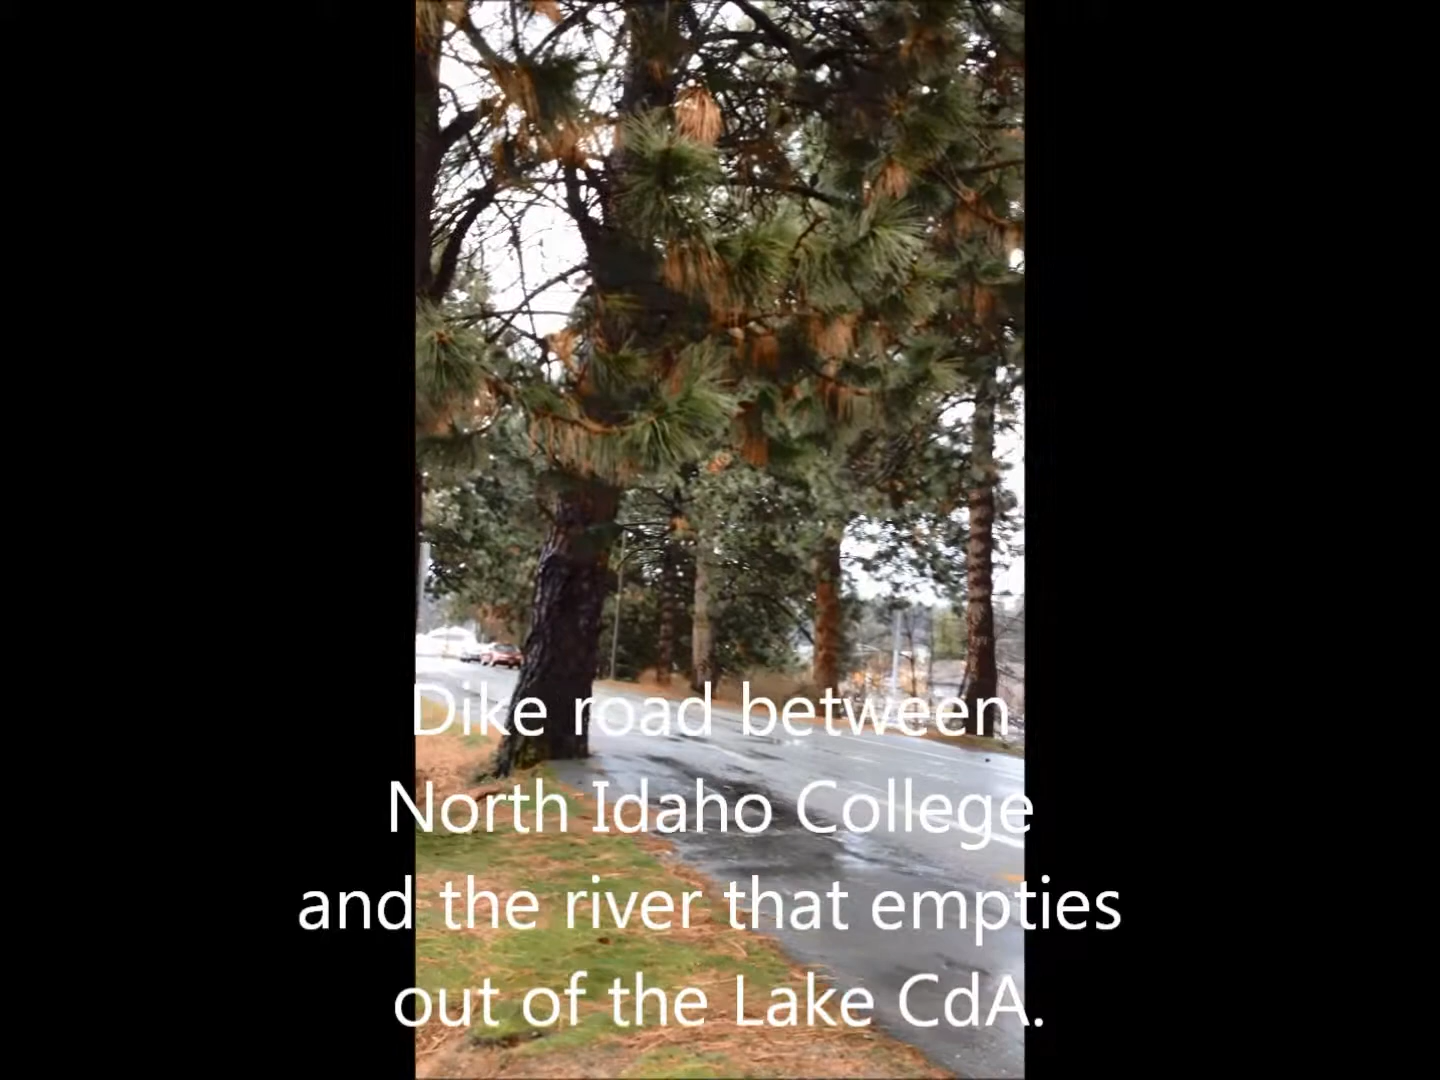 Dike road between
North Idaho College
and the river that empties
out of the Lake CdA.